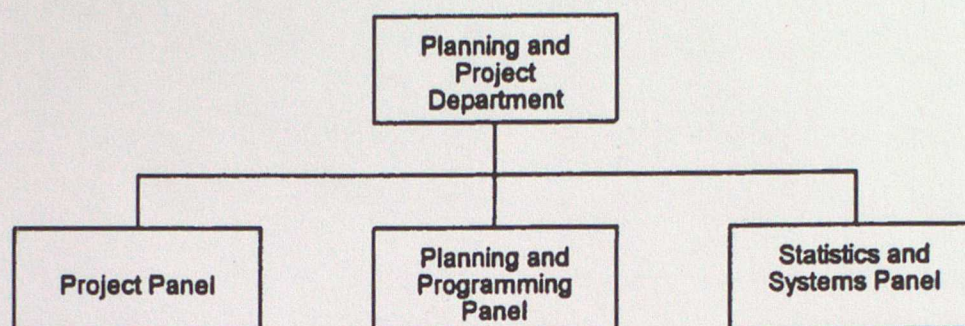 Planning and
Project
Department
Project Panel
Planning and
Programming
Panel
Statistics and
Systems Panel